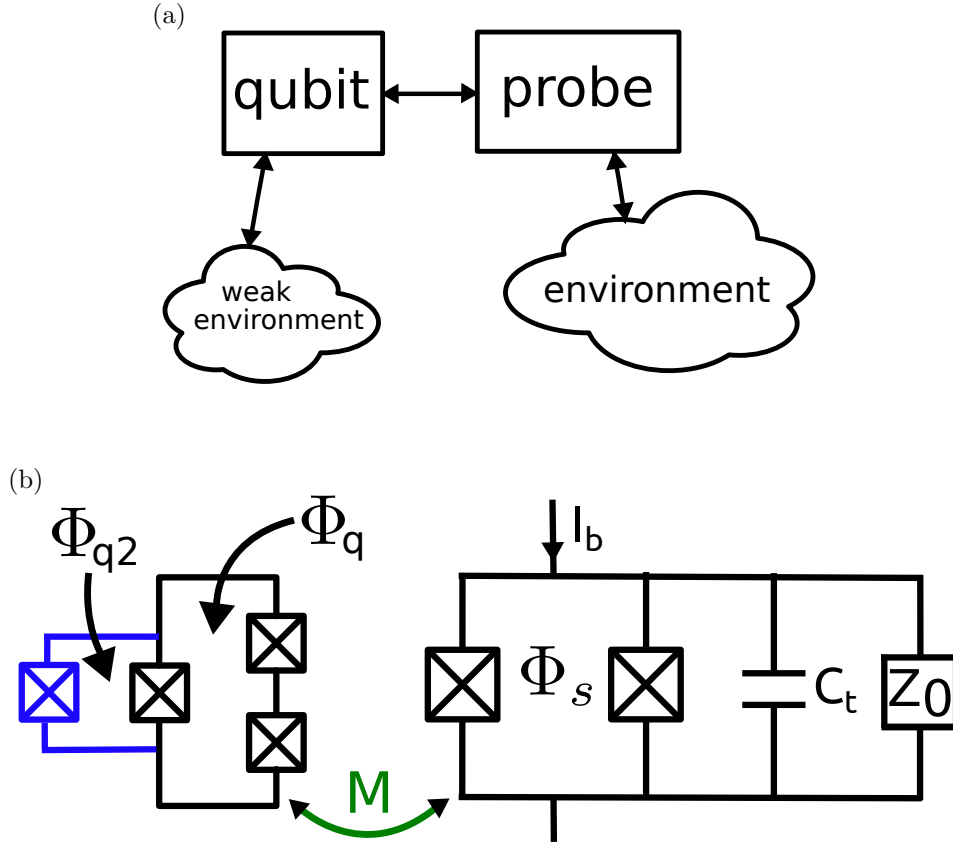 (a)
qubit
probe
weak
environment
environment
(b)
Φq2
Φq
Ib
Φs
Ct
Z0
M